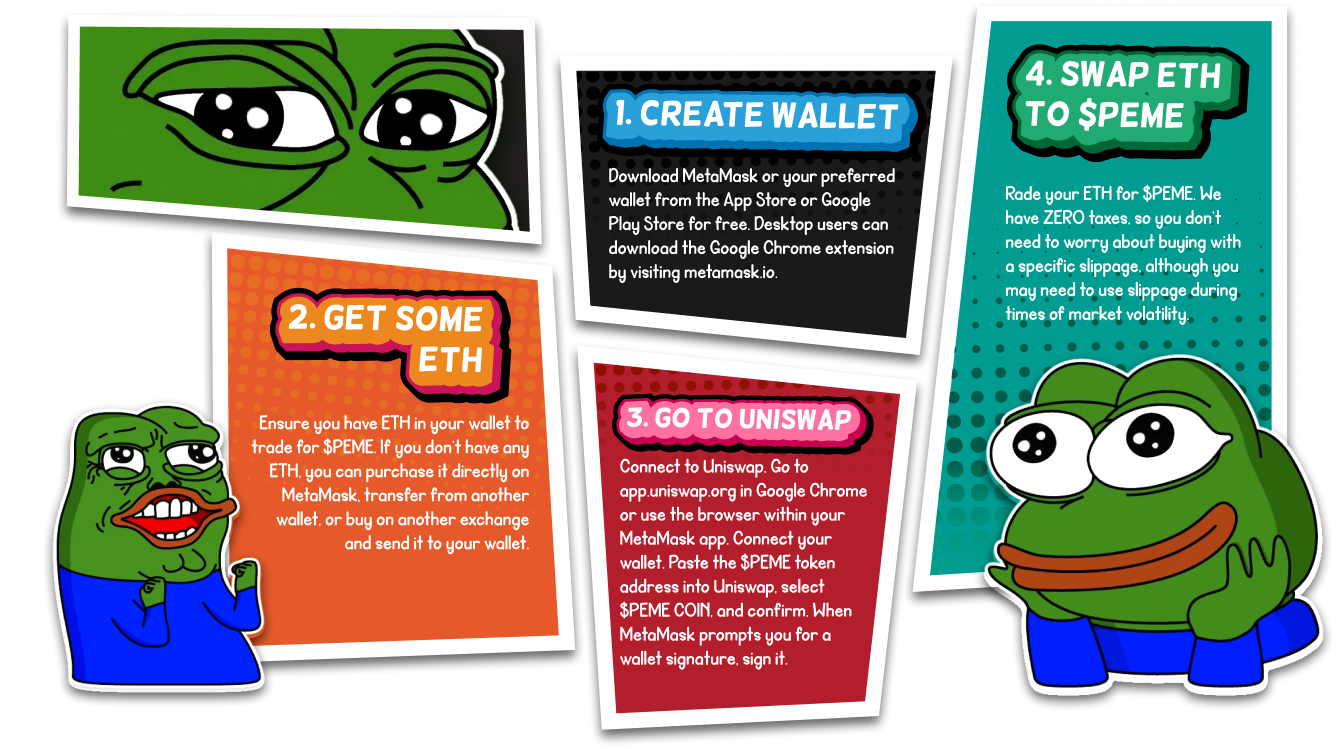 1. CREATE WALLET
Download MetaMask or your preferred
wallet from the App Store or Google
Play Store for free. Desktop users can
download the Google Chrome extension
by visiting metamask.io.
2. GET SOME
ETH
Ensure you have ETH in your wallet to
trade for $PEME. If you don't have any
ETH, you can purchase it directly on
MetaMask, transfer from another
wallet, or buy on another exchange
and send it to your wallet.
3. GO TO UNISWAP
Connect to Uniswap. Go to
app.uniswap.org in Google Chrome
or use the browser within your
MetaMask app. Connect your
wallet. Paste the $PEME token
address into Uniswap, select
$PEME COIN, and confirm. When
MetaMask prompts you for a
wallet signature, sign it.
4. SWAP ETH
TO $PEME
Rade your ETH for $PEME. We
have ZERO taxes, so you don't
need to worry about buying with
a specific slippage, although you
may need to use slippage during
times of market volatility.